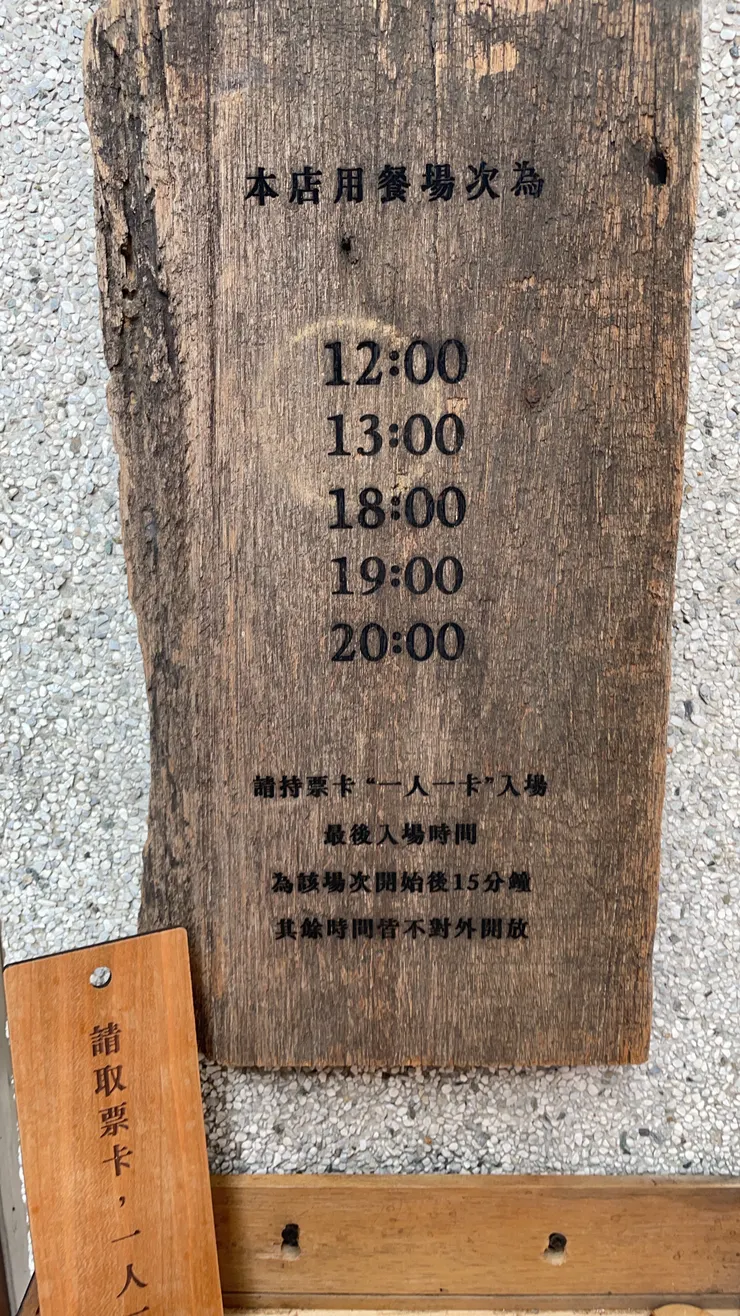 本店用餐場次為
12:00
13:00
18:00
19:00
20:00
請持票卡“一人一卡”入場
最後入場時間
為該場次開始後15分鐘
其餘時間皆不對外開放
請取票卡，一人一